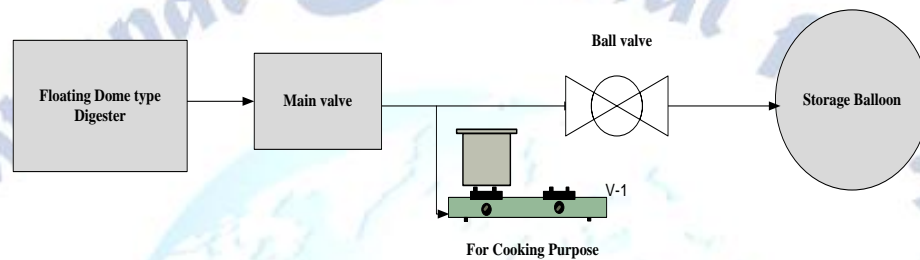 Floating Dome type
Digester
Main valve
Ball valve
Storage Balloon
V-1
For Cooking Purpose